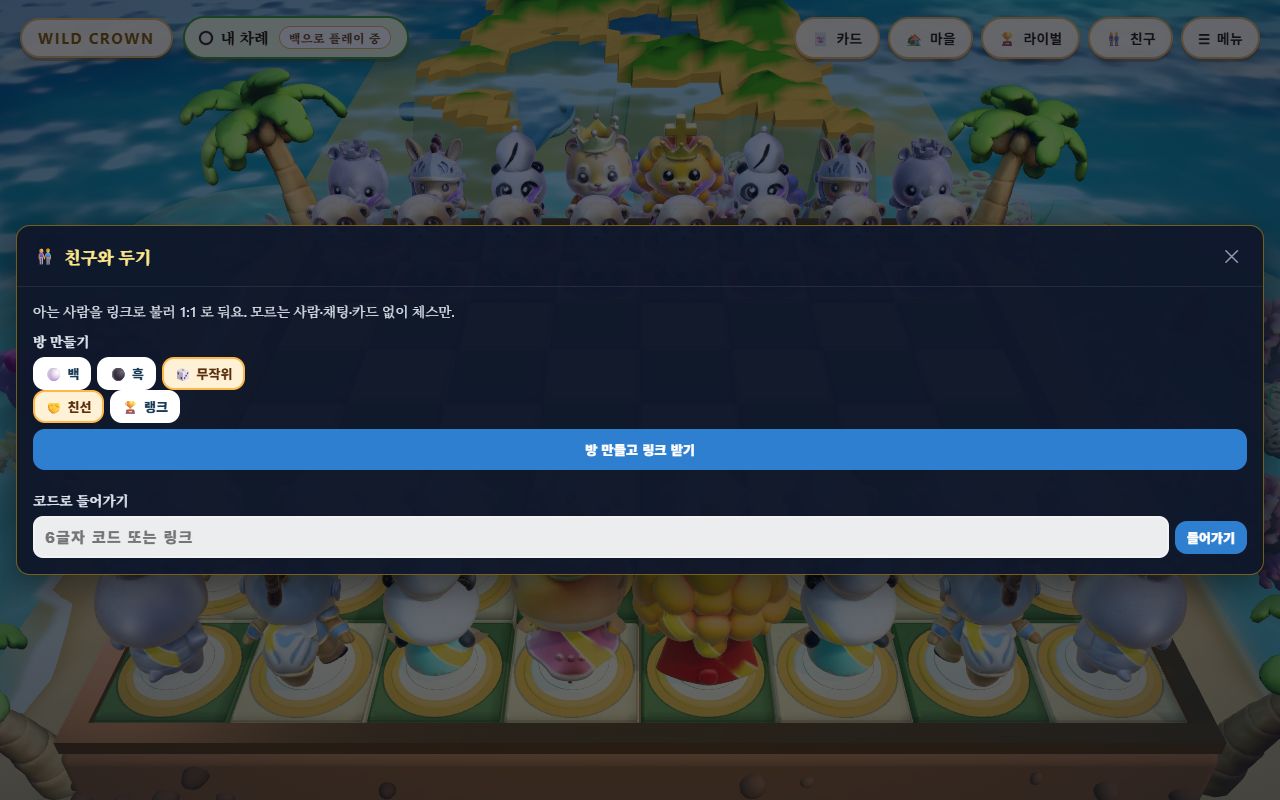 WILD CROWN
내 차례 백으로 플레이 중
카드
마을
라이벌
친구
☰ 메뉴
친구와 두기
아는 사람을 링크로 불러 1:1 로 둬요. 모르는 사람·채팅·카드 없이 체스만.
방 만들기
백 흑 무작위
친선 랭크
방 만들고 링크 받기
코드로 들어가기
6글자 코드 또는 링크
들어가기